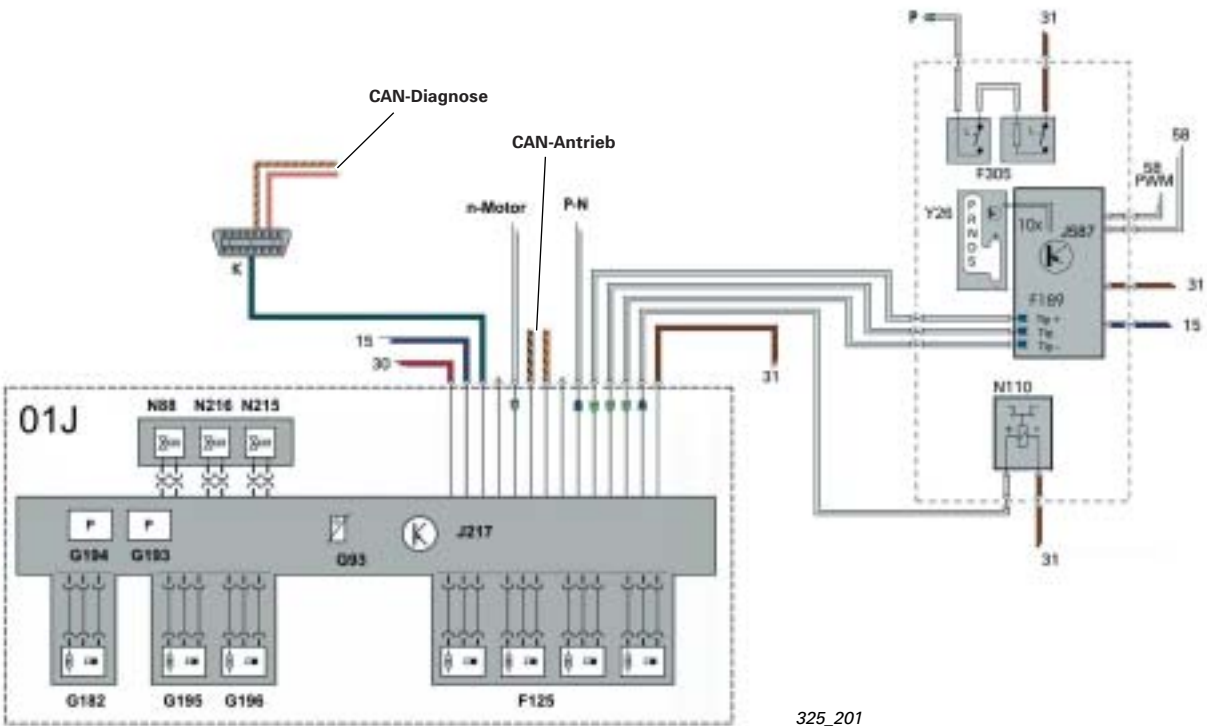 P
31
CAN-Diagnose
CAN-Antrieb
58
58
PWM
F305
n-Motor
P-N
Y26
P
R
N
D
S
10x
J587
K
F189
Tip +
Tip
Tip -
31
15
15
30
31
N110
+ -
01J
N88 N216 N215
P
P
J217
G194 G193
G93
31
G182
G195 G196
F125
325_201